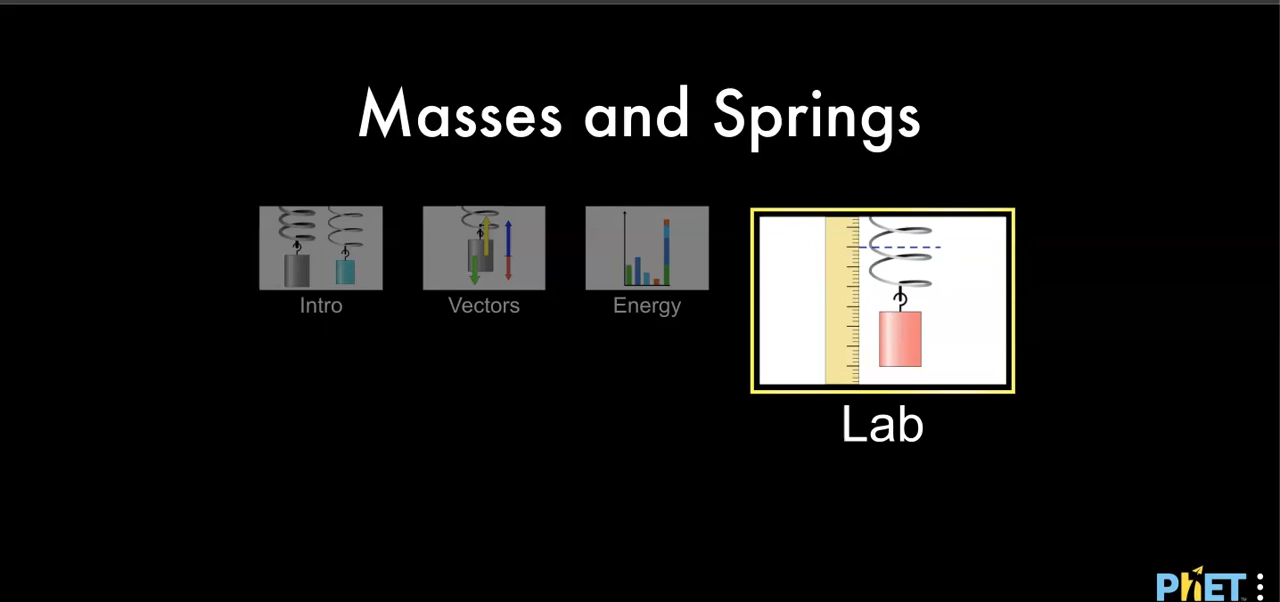 Masses and Springs
Intro
Vectors
Energy
Lab
PhET